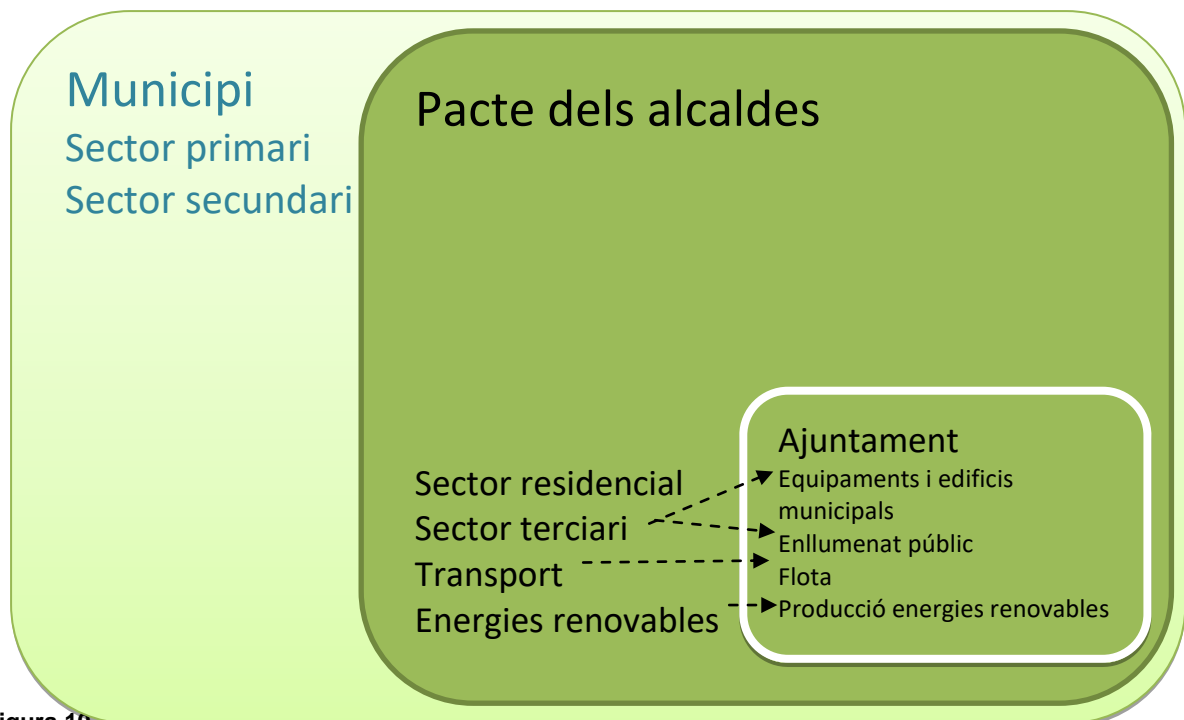 Municipi
Sector primari
Sector secundari
Pacte dels alcaldes
Sector residencial
Sector terciari
Transport
Energies renovables
Ajuntament
Equipaments i edificis
municipals
Enllumenat públic
Flota
Producció energies renovables